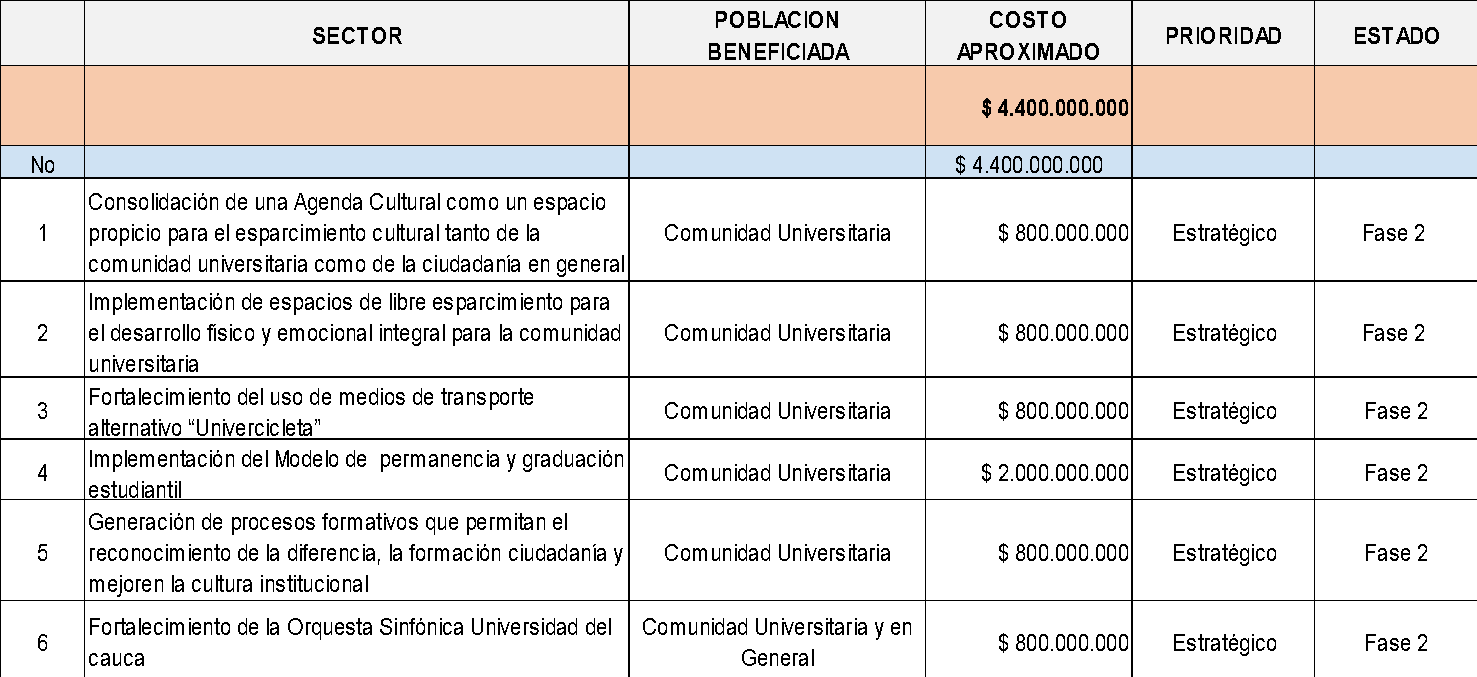 SECTOR
POBLACION
BENEFICIADA
COSTO
APROXIMADO
PRIORIDAD
ESTADO
$ 4.400.000.000
No
$ 4.400.000.000
1
Consolidación de una Agenda Cultural como un espacio
propicio para el esparcimiento cultural tanto de la
comunidad universitaria como de la ciudadanía en general
Comunidad Universitaria
$ 800.000.000
Estratégico
Fase 2
2
Implementación de espacios de libre esparcimiento para
el desarrollo físico y emocional integral para la comunidad
universitaria
Comunidad Universitaria
$ 800.000.000
Estratégico
Fase 2
3
Fortalecimiento del uso de medios de transporte
alternativo “Univercicleta”
Comunidad Universitaria
$ 800.000.000
Estratégico
Fase 2
4
Implementación del Modelo de  permanencia y graduación
estudiantil
Comunidad Universitaria
$ 2.000.000.000
Estratégico
Fase 2
5
Generación de procesos formativos que permitan el
reconocimiento de la diferencia, la formación ciudadanía y
mejoren la cultura institucional
Comunidad Universitaria
$ 800.000.000
Estratégico
Fase 2
6
Fortalecimiento de la Orquesta Sinfónica Universidad del
cauca
Comunidad Universitaria y en
General
$ 800.000.000
Estratégico
Fase 2